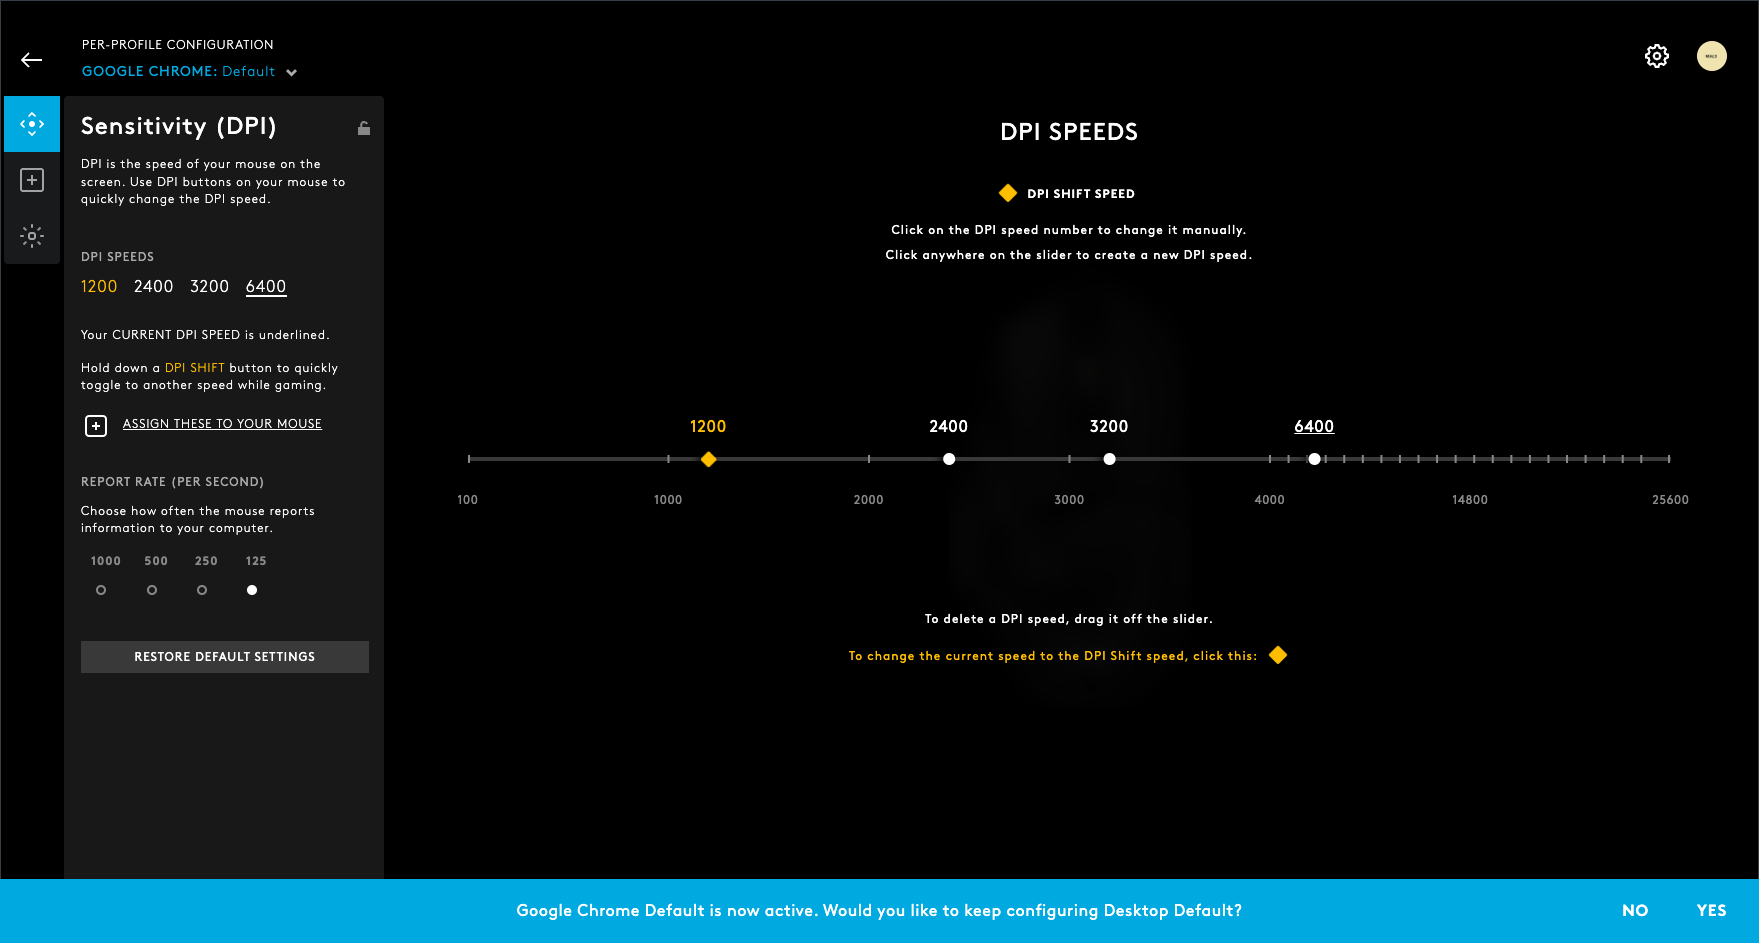 PER-PROFILE CONFIGURATION
GOOGLE CHROME: Default
Sensitivity (DPI)
DPI is the speed of your mouse on the
screen. Use DPI buttons on your mouse to
quickly change the DPI speed.
DPI SPEEDS
1200 2400 3200 6400
Your CURRENT DPI SPEED is underlined.
Hold down a DPI SHIFT button to quickly
toggle to another speed while gaming.
ASSIGN THESE TO YOUR MOUSE
REPORT RATE (PER SECOND)
Choose how often the mouse reports
information to your computer.
1000 500 250 125
RESTORE DEFAULT SETTINGS
DPI SPEEDS
DPI SHIFT SPEED
Click on the DPI speed number to change it manually.
Click anywhere on the slider to create a new DPI speed.
1200 2400 3200 6400
100 1000 2000 3000 4000 14800 25600
To delete a DPI speed, drag it off the slider.
To change the current speed to the DPI Shift speed, click this:
Google Chrome Default is now active. Would you like to keep configuring Desktop Default?
NO YES